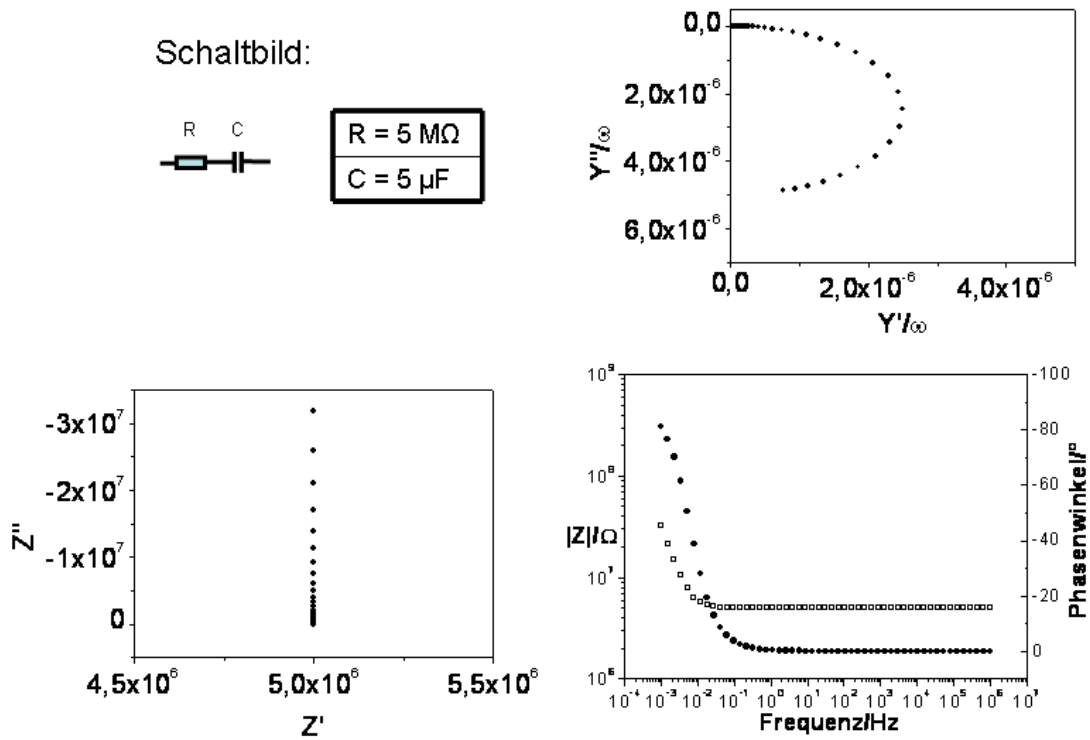 Schaltbild:
R C
R = 5 MΩ
C = 5 µF
0,0
2,0x10⁻⁶
4,0x10⁻⁶
6,0x10⁻⁶
Y''/ω
0,0 2,0x10⁻⁶ 4,0x10⁻⁶
Y'/ω
-3x10⁷
-2x10⁷
-1x10⁷
0
Z''
4,5x10⁶ 5,0x10⁶ 5,5x10⁶
Z'
10⁹
10⁸
10⁷
10⁶
|Z|/Ω
-100
-80
-60
-40
-20
0
Phasenwinkel/°
10⁻⁴ 10⁻³ 10⁻² 10⁻¹ 10⁰ 10¹ 10² 10³ 10⁴ 10⁵ 10⁶ 10⁷
Frequenz/Hz